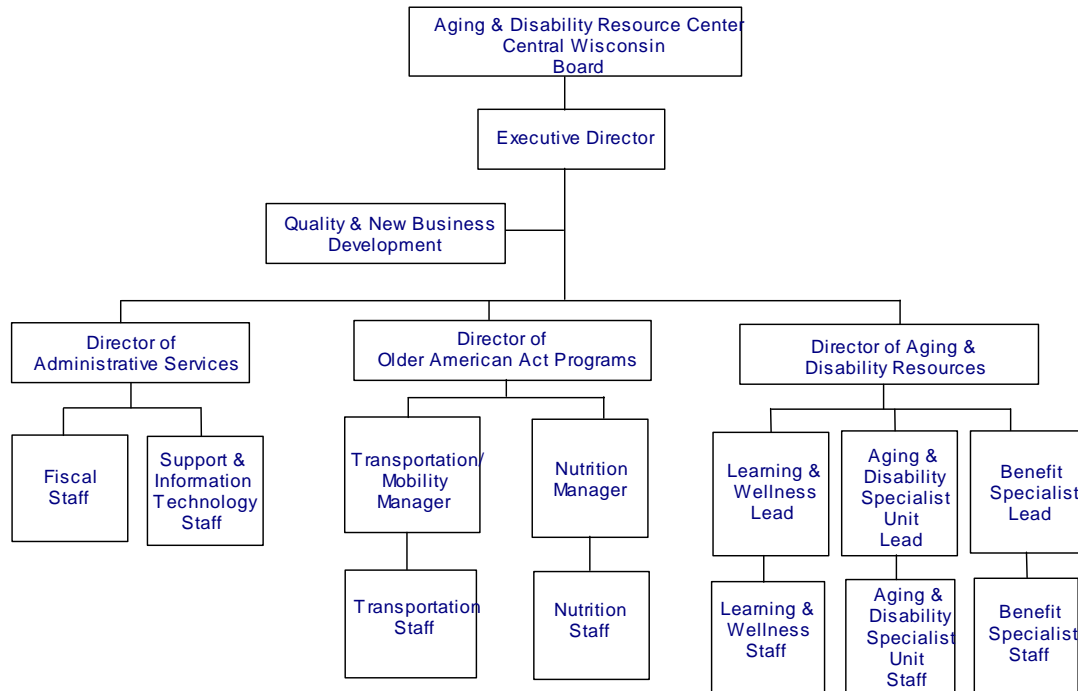 Aging & Disability Resource Center
Central Wisconsin
Board
Executive Director
Quality & New Business
Development
Director of
Administrative Services
Director of
Older American Act Programs
Director of Aging &
Disability Resources
Fiscal
Staff
Support &
Information
Technology
Staff
Transportation/
Mobility
Manager
Nutrition
Manager
Learning &
Wellness
Lead
Aging &
Disability
Specialist
Unit
Lead
Benefit
Specialist
Lead
Transportation
Staff
Nutrition
Staff
Learning &
Wellness
Staff
Aging &
Disability
Specialist
Unit
Staff
Benefit
Specialist
Staff